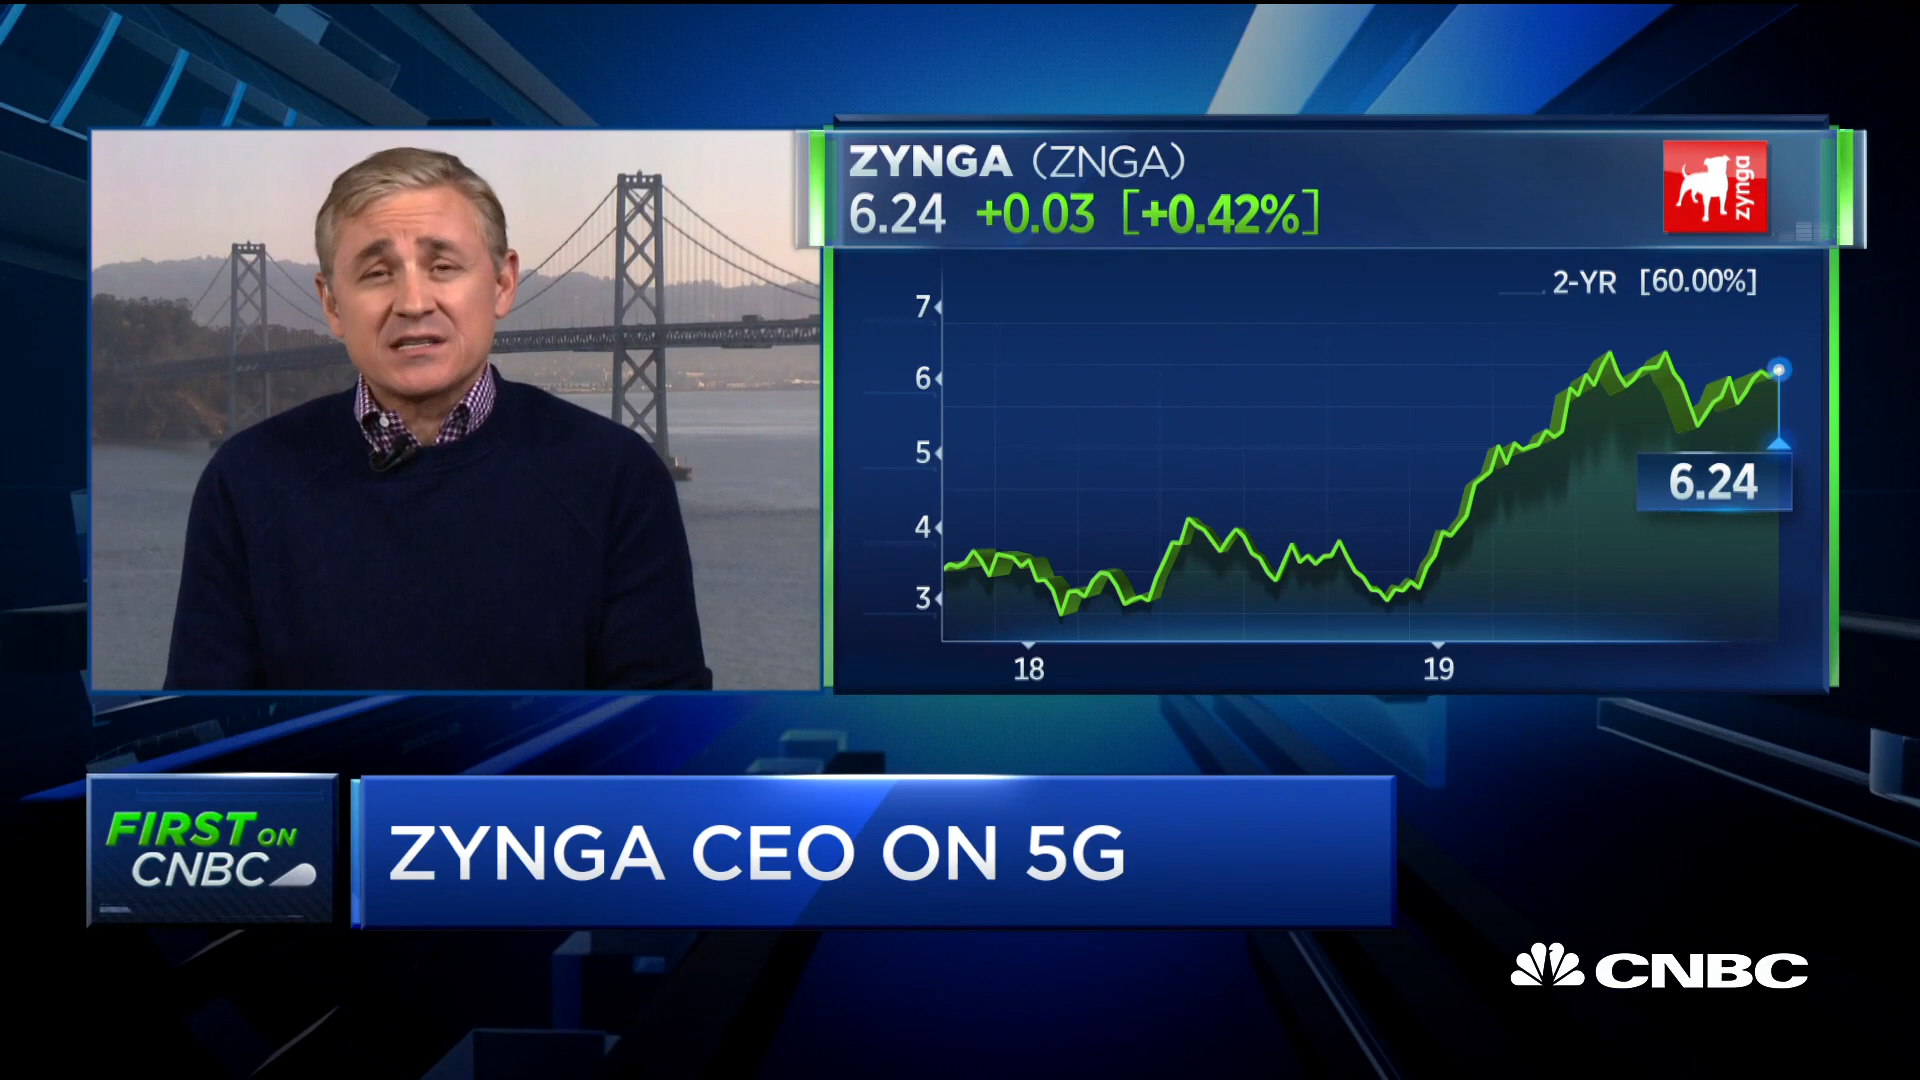 ZYNGA (ZNGA)
6.24 +0.03 [+0.42%]
zynga
2-YR [60.00%]
7
6
5
4
3
6.24
18
19
FIRST ON
CNBC
ZYNGA CEO ON 5G
CNBC